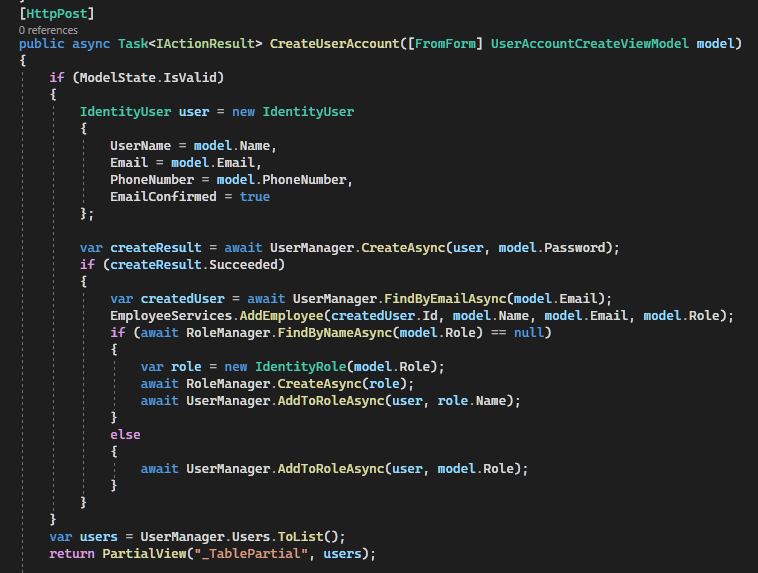 [HttpPost]
0 references
public async Task<IActionResult> CreateUserAccount([FromForm] UserAccountCreateViewModel model)
{
    if (ModelState.IsValid)
    {
        IdentityUser user = new IdentityUser
        {
            UserName = model.Name,
            Email = model.Email,
            PhoneNumber = model.PhoneNumber,
            EmailConfirmed = true
        };

        var createResult = await UserManager.CreateAsync(user, model.Password);
        if (createResult.Succeeded)
        {
            var createdUser = await UserManager.FindByEmailAsync(model.Email);
            EmployeeServices.AddEmployee(createdUser.Id, model.Name, model.Email, model.Role);
            if (await RoleManager.FindByNameAsync(model.Role) == null)
            {
                var role = new IdentityRole(model.Role);
                await RoleManager.CreateAsync(role);
                await UserManager.AddToRoleAsync(user, role.Name);
            }
            else
            {
                await UserManager.AddToRoleAsync(user, model.Role);
            }
        }
    }
    var users = UserManager.Users.ToList();
    return PartialView("_TablePartial", users);